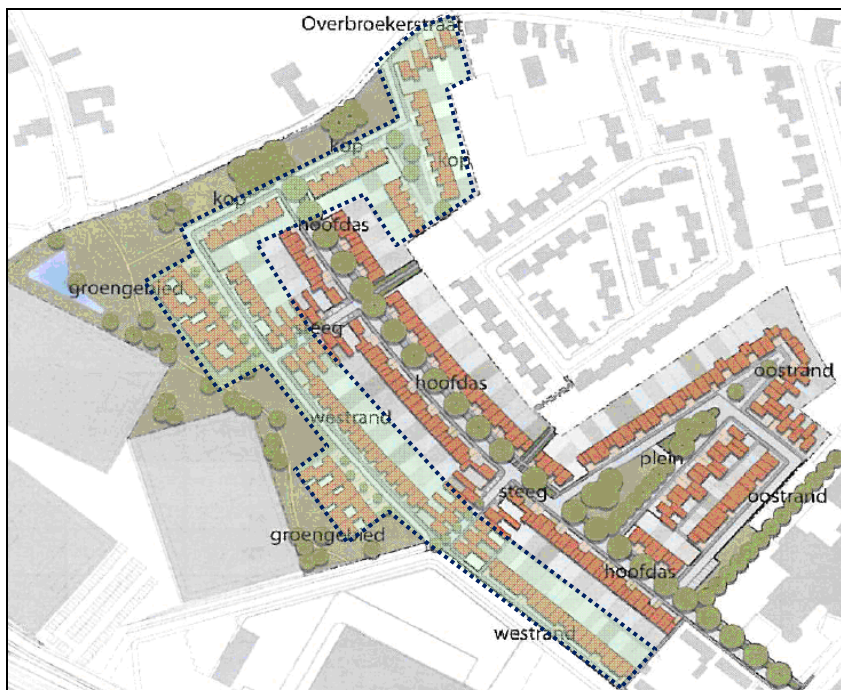 Overbroekerstraat
kop
kop
kop
hoofdas
groengebied
steeg
hoofdas
oostrand
westrand
plein
steeg
oostrand
groengebied
hoofdas
westrand